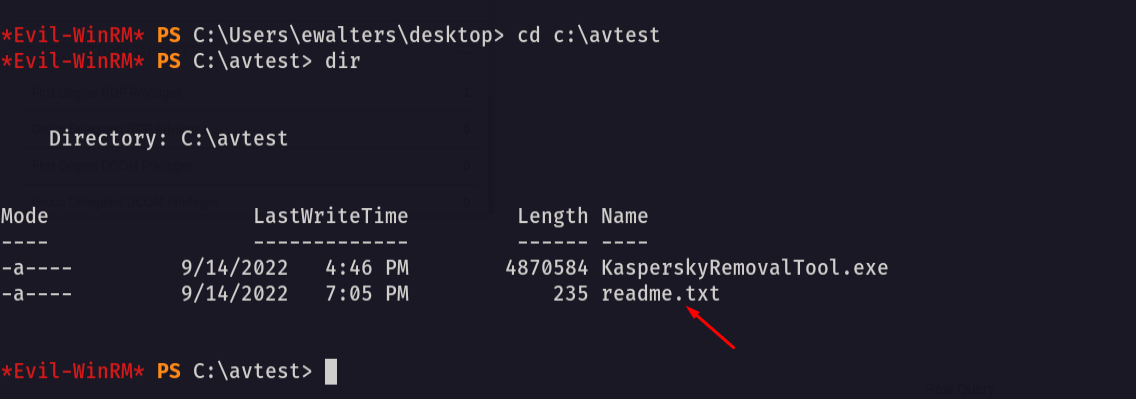 *Evil-WinRM* PS C:\Users\ewalters\desktop> cd c:\avtest
*Evil-WinRM* PS C:\avtest> dir
Directory: C:\avtest
Mode LastWriteTime Length Name
---- ------------- ------ ----
-a---- 9/14/2022 4:46 PM 4870584 KasperskyRemovalTool.exe
-a---- 9/14/2022 7:05 PM 235 readme.txt
*Evil-WinRM* PS C:\avtest>